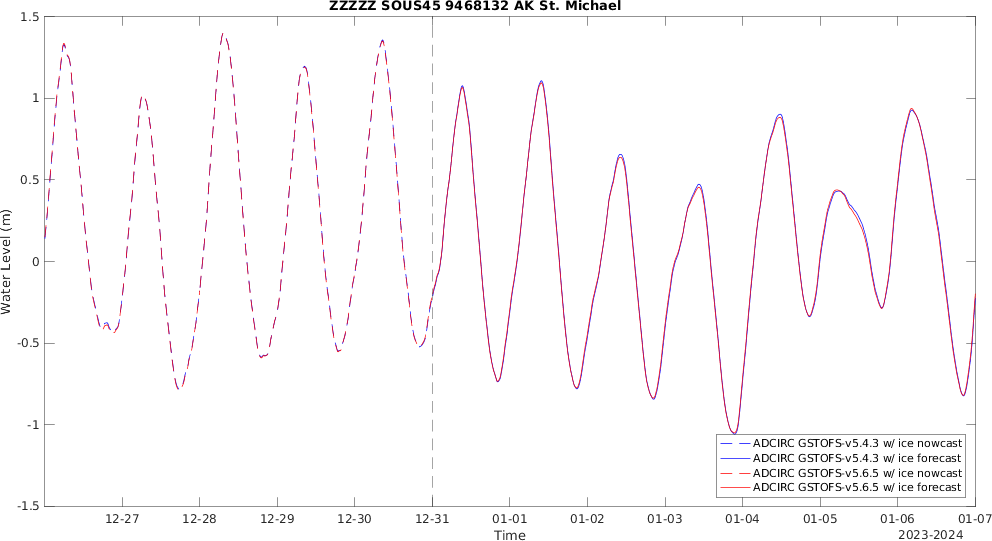 ZZZZZ SOUS45 9468132 AK St. Michael
1.5
1
0.5
0
-0.5
-1
-1.5
Water Level (m)
12-27
12-28
12-29
12-30
12-31
01-01
01-02
01-03
01-04
01-05
01-06
01-07
Time
2023-2024
ADCIRC GSTOFS-v5.4.3 w/ ice nowcast
ADCIRC GSTOFS-v5.4.3 w/ ice forecast
ADCIRC GSTOFS-v5.6.5 w/ ice nowcast
ADCIRC GSTOFS-v5.6.5 w/ ice forecast